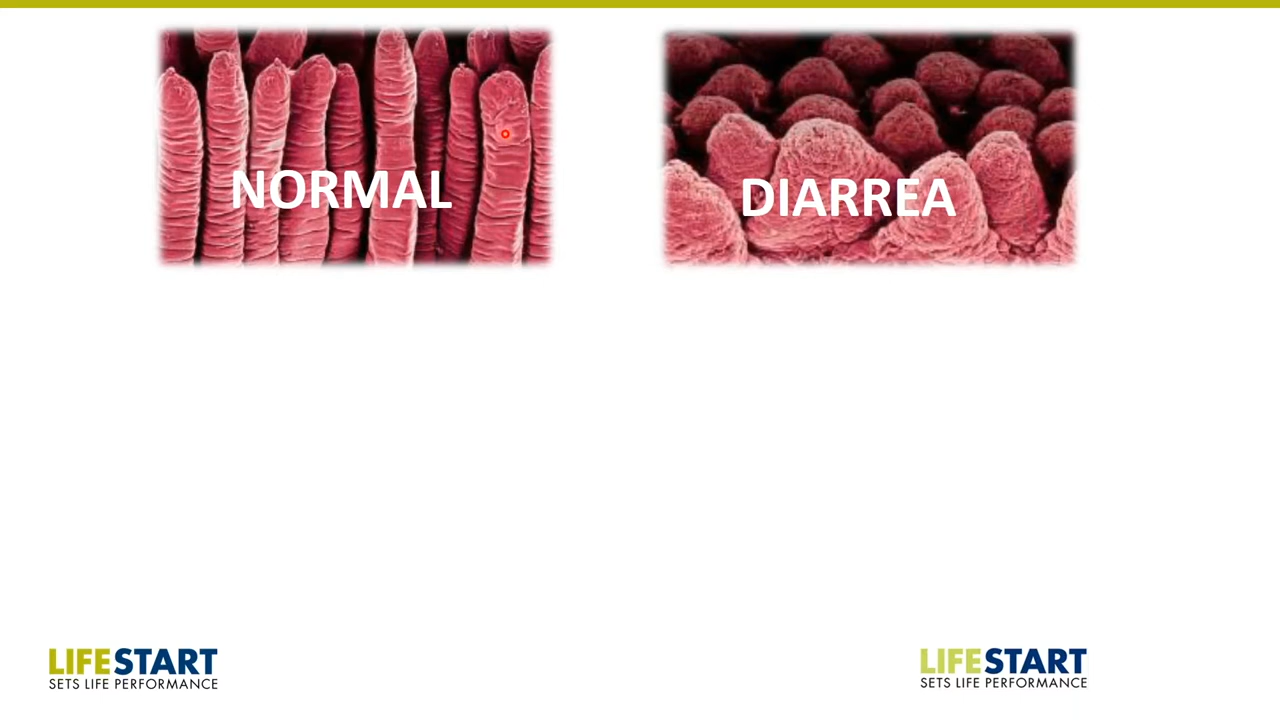 NORMAL
DIARREA
LIFESTART
SETS LIFE PERFORMANCE
LIFESTART
SETS LIFE PERFORMANCE